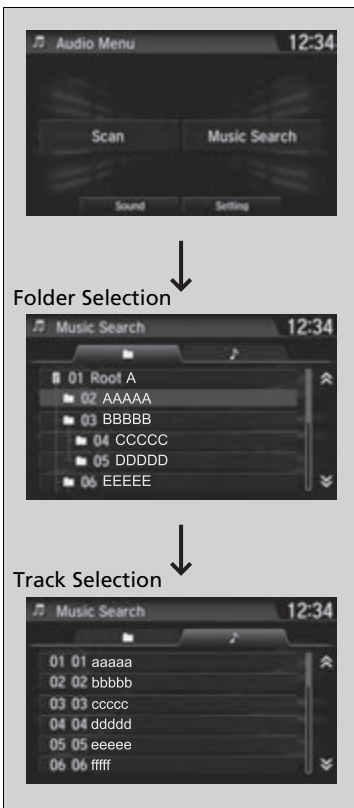 Audio Menu 12:34
Scan Music Search
Sound Setting
Folder Selection
Music Search 12:34
01 Root A
02 AAAAA
03 BBBBB
04 CCCCC
05 DDDDD
06 EEEEE
Track Selection
Music Search 12:34
01 01 aaaaa
02 02 bbbbb
03 03 ccccc
04 04 ddddd
05 05 eeeee
06 06 fffff